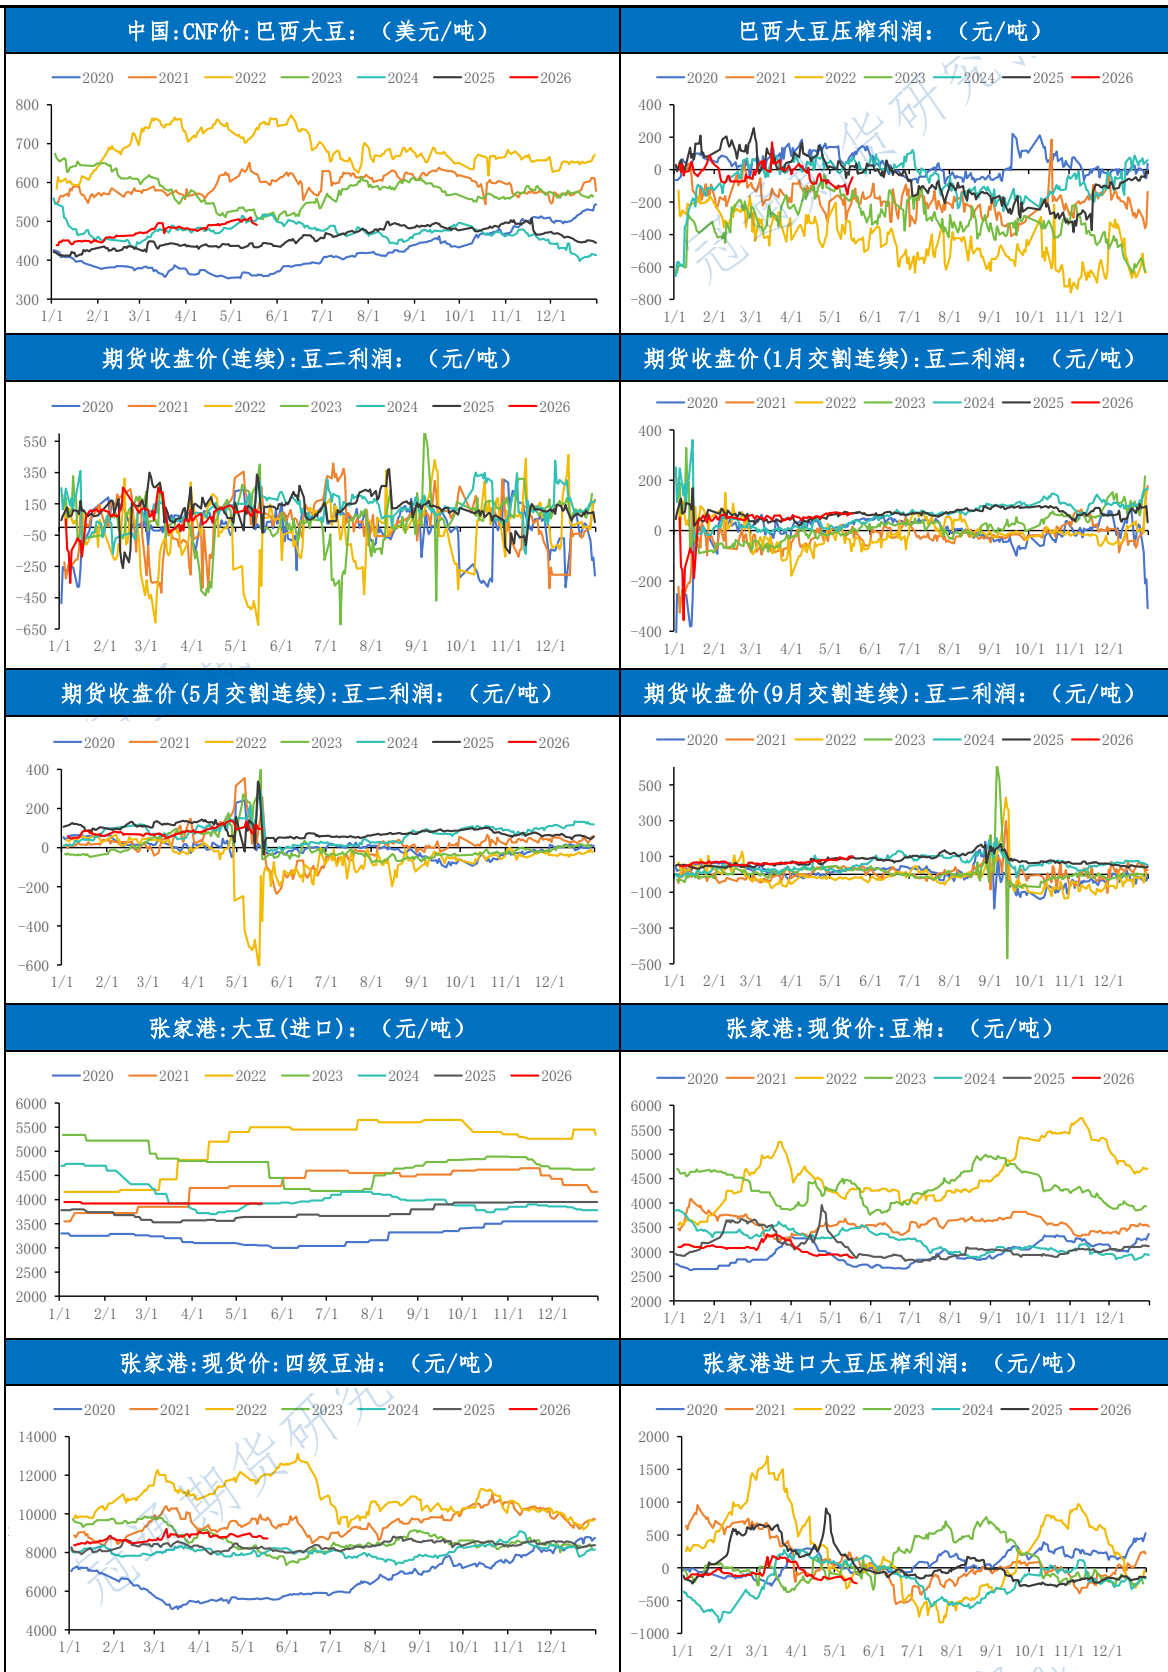 中国:CNF价:巴西大豆：（美元/吨）
2020 2021 2022 2023 2024 2025 2026
800
700
600
500
400
300
1/1 2/1 3/1 4/1 5/1 6/1 7/1 8/1 9/1 10/1 11/1 12/1
巴西大豆压榨利润：（元/吨）
2020 2021 2022 2023 2024 2025 2026
400
200
0
-200
-400
-600
-800
1/1 2/1 3/1 4/1 5/1 6/1 7/1 8/1 9/1 10/1 11/1 12/1
期货收盘价(连续):豆二利润：（元/吨）
2020 2021 2022 2023 2024 2025 2026
550
350
150
-50
-250
-450
-650
1/1 2/1 3/1 4/1 5/1 6/1 7/1 8/1 9/1 10/1 11/1 12/1
期货收盘价(1月交割连续):豆二利润：（元/吨）
2020 2021 2022 2023 2024 2025 2026
400
200
0
-200
-400
1/1 2/1 3/1 4/1 5/1 6/1 7/1 8/1 9/1 10/1 11/1 12/1
期货收盘价(5月交割连续):豆二利润：（元/吨）
2020 2021 2022 2023 2024 2025 2026
400
200
0
-200
-400
-600
1/1 2/1 3/1 4/1 5/1 6/1 7/1 8/1 9/1 10/1 11/1 12/1
期货收盘价(9月交割连续):豆二利润：（元/吨）
2020 2021 2022 2023 2024 2025 2026
500
300
100
-100
-300
-500
1/1 2/1 3/1 4/1 5/1 6/1 7/1 8/1 9/1 10/1 11/1 12/1
张家港:大豆(进口)：（元/吨）
2020 2021 2022 2023 2024 2025 2026
6000
5500
5000
4500
4000
3500
3000
2500
2000
1/1 2/1 3/1 4/1 5/1 6/1 7/1 8/1 9/1 10/1 11/1 12/1
张家港:现货价:豆粕：（元/吨）
2020 2021 2022 2023 2024 2025 2026
6000
5500
5000
4500
4000
3500
3000
2500
2000
1/1 2/1 3/1 4/1 5/1 6/1 7/1 8/1 9/1 10/1 11/1 12/1
张家港:现货价:四级豆油：（元/吨）
2020 2021 2022 2023 2024 2025 2026
14000
12000
10000
8000
6000
4000
1/1 2/1 3/1 4/1 5/1 6/1 7/1 8/1 9/1 10/1 11/1 12/1
冠通期货研究
张家港进口大豆压榨利润：（元/吨）
2020 2021 2022 2023 2024 2025 2026
2000
1500
1000
500
0
-500
-1000
1/1 2/1 3/1 4/1 5/1 6/1 7/1 8/1 9/1 10/1 11/1 12/1